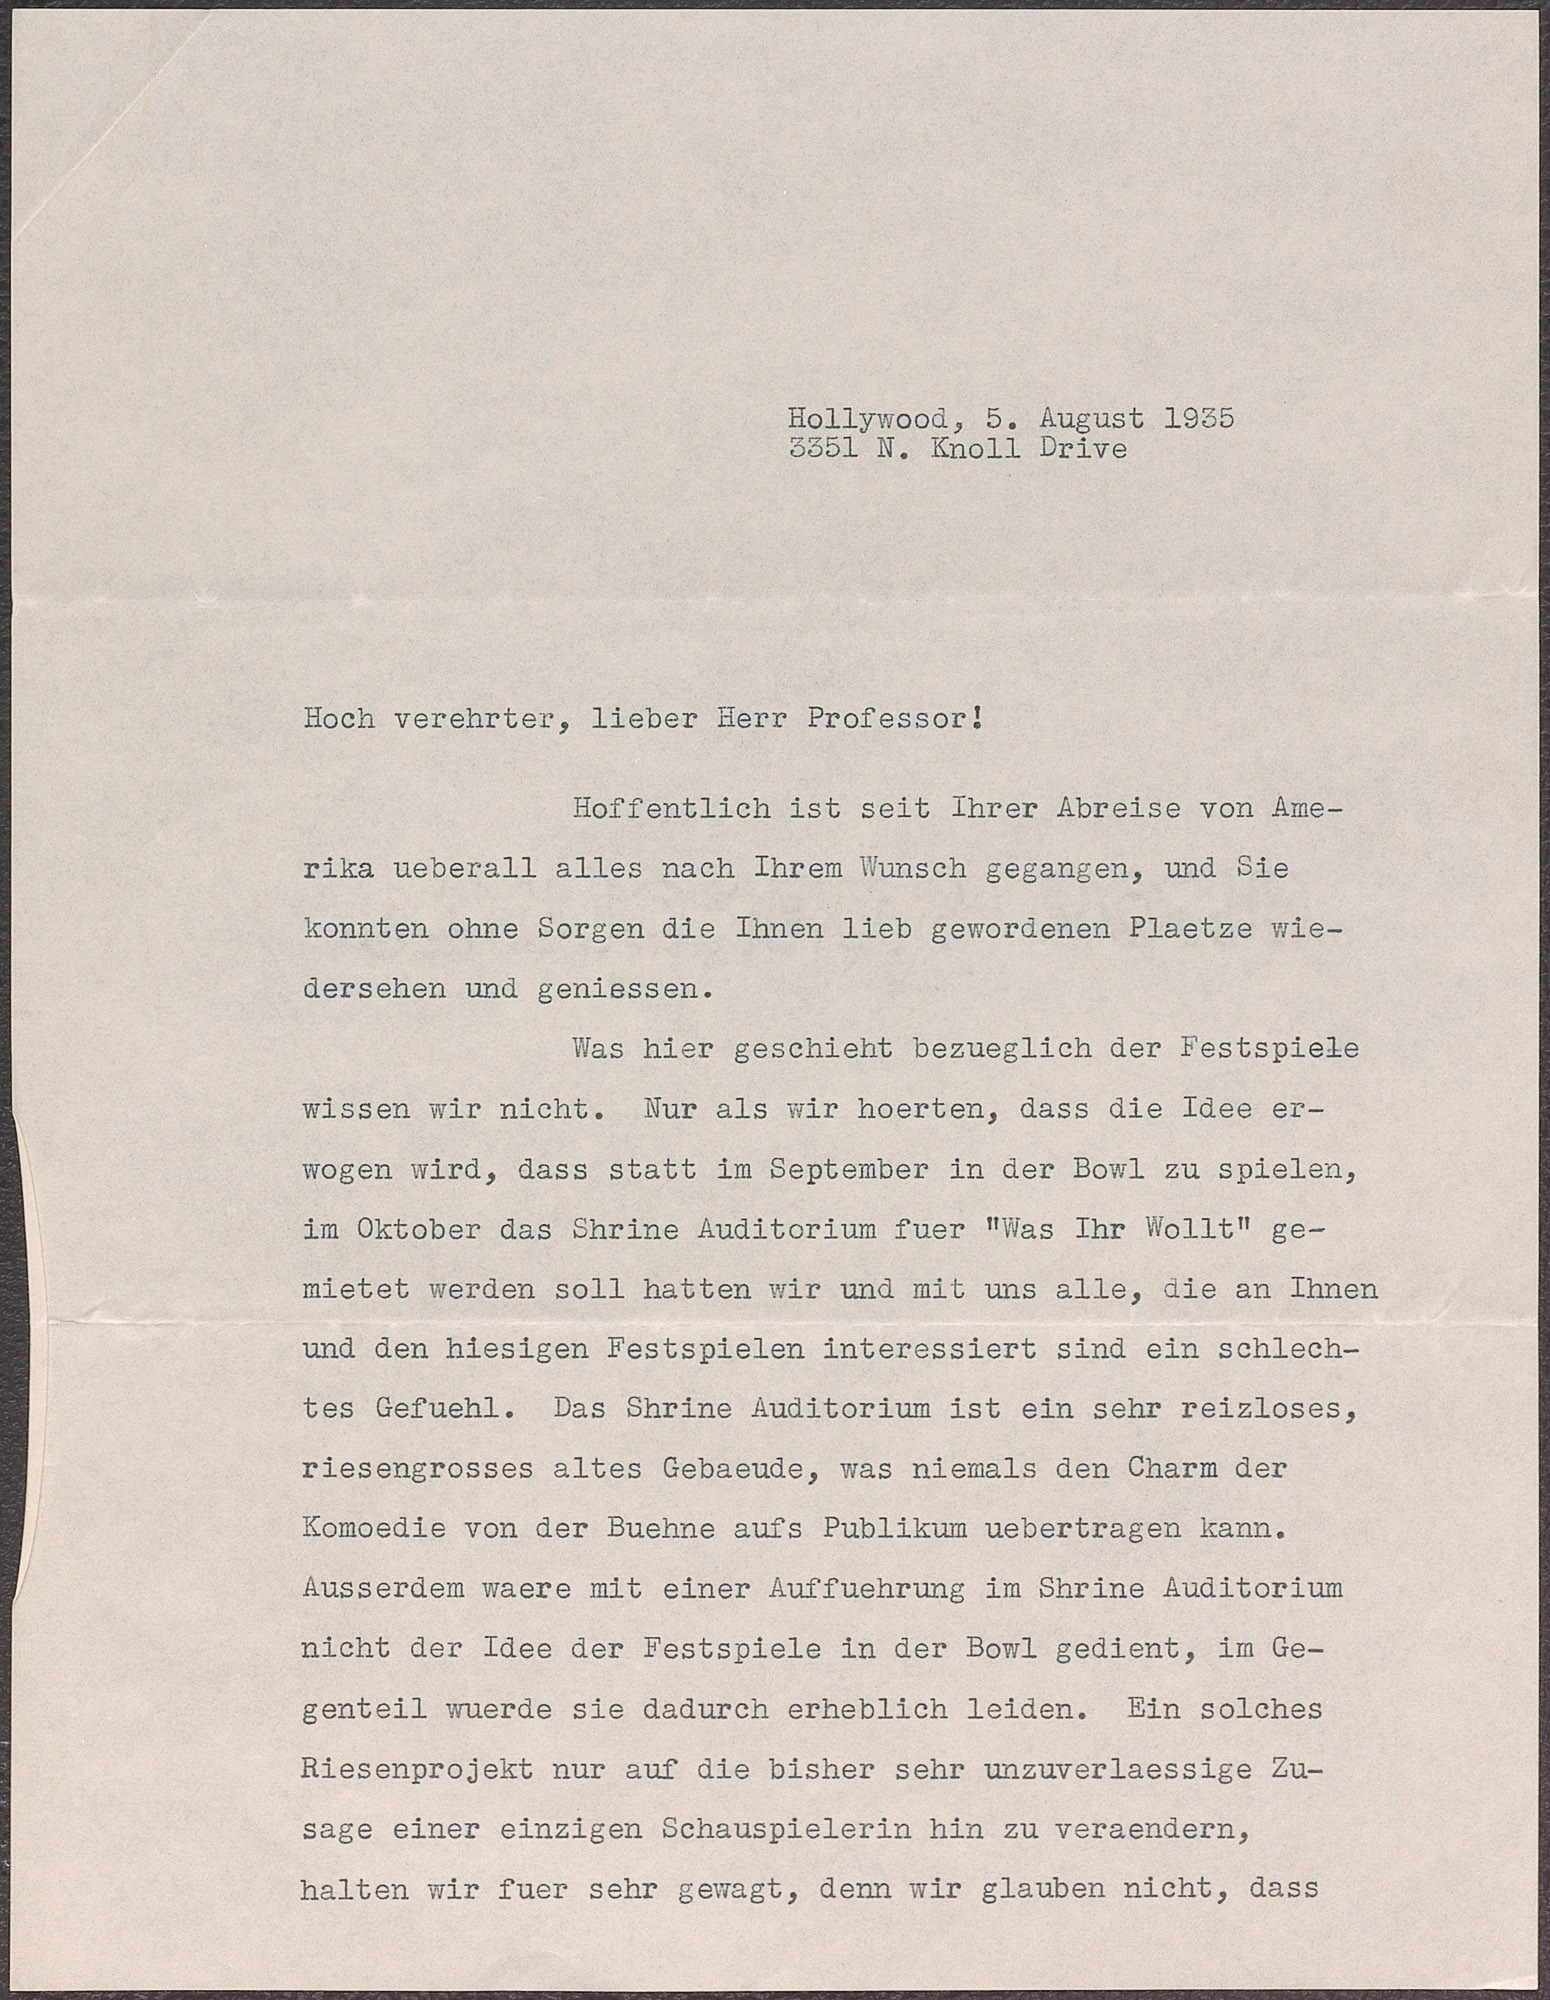 Hollywood, 5. August 1935
3351 N. Knoll Drive
Hoch verehrter, lieber Herr Professor!
Hoffentlich ist seit Ihrer Abreise von Ame-
rika ueberall alles nach Ihrem Wunsch gegangen, und Sie
konnten ohne Sorgen die Ihnen lieb gewordenen Plaetze wie-
dersehen und geniessen.
Was hier geschieht bezueglich der Festspiele
wissen wir nicht. Nur als wir hoerten, dass die Idee er-
wogen wird, dass statt im September in der Bowl zu spielen,
im Oktober das Shrine Auditorium fuer "Was Ihr Wollt" ge-
mietet werden soll hatten wir und mit uns alle, die an Ihnen
und den hiesigen Festspielen interessiert sind ein schlech-
tes Gefuehl. Das Shrine Auditorium ist ein sehr reizloses,
riesengrosses altes Gebaeude, was niemals den Charm der
Komoedie von der Buehne aufs Publikum uebertragen kann.
Ausserdem waere mit einer Auffuehrung im Shrine Auditorium
nicht der Idee der Festspiele in der Bowl gedient, im Ge-
genteil wuerde sie dadurch erheblich leiden. Ein solches
Riesenprojekt nur auf die bisher sehr unzuverlaessige Zu-
sage einer einzigen Schauspielerin hin zu veraendern,
halten wir fuer sehr gewagt, denn wir glauben nicht, dass